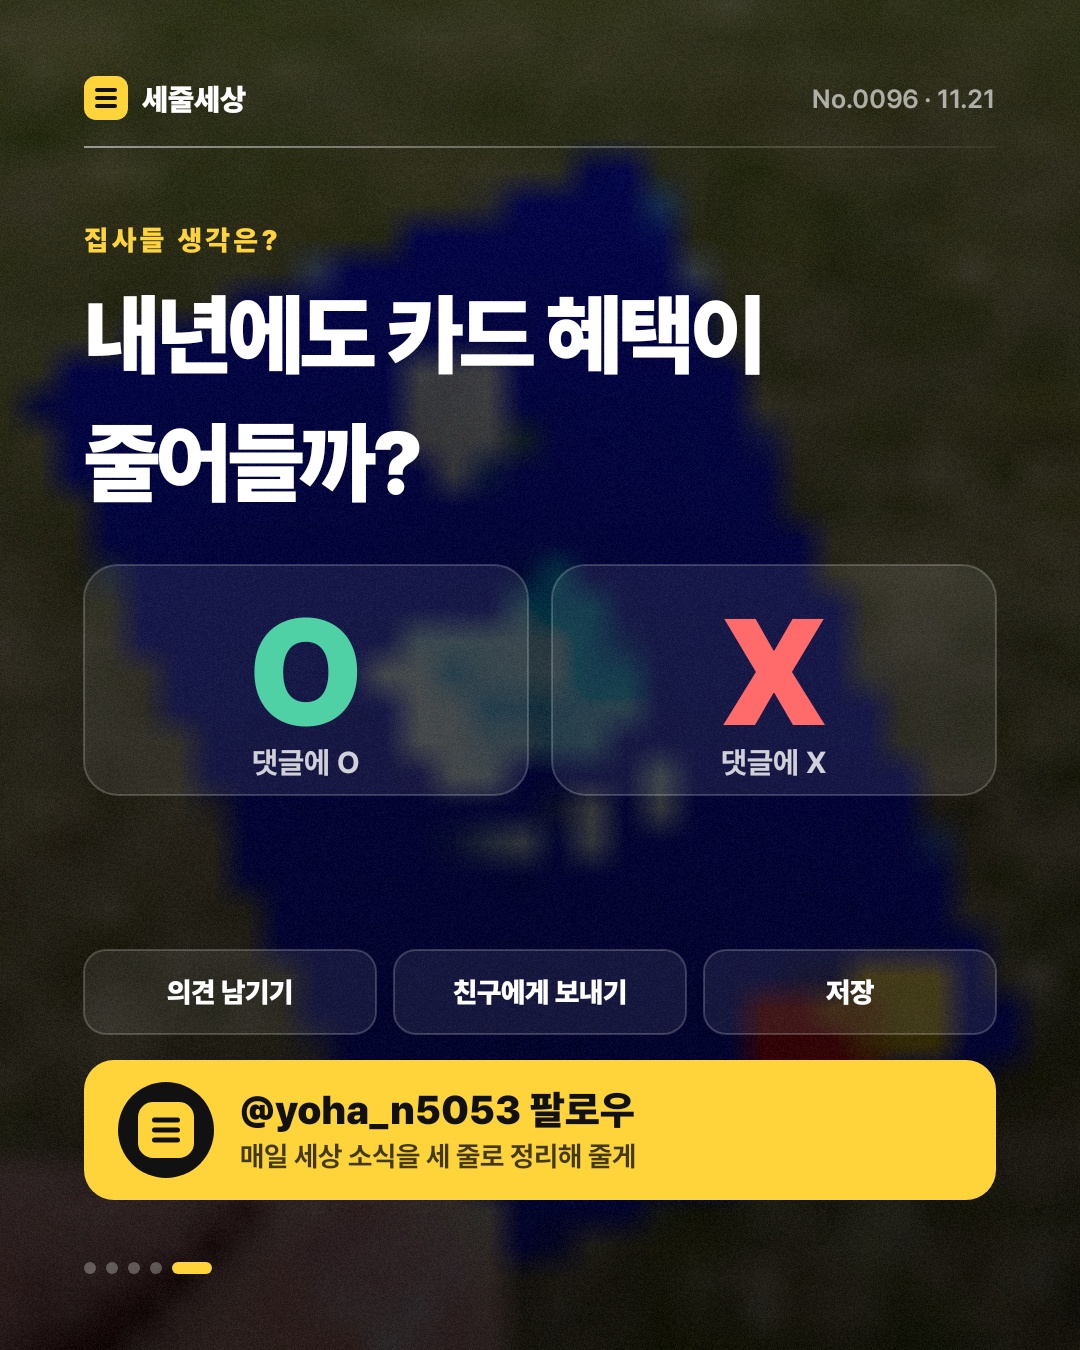 세줄세상
No.0096 · 11.21
집사들 생각은?
내년에도 카드 혜택이
줄어들까?
O
댓글에 O
X
댓글에 X
의견 남기기
친구에게 보내기
저장
@yoha_n5053 팔로우
매일 세상 소식을 세 줄로 정리해 줄게